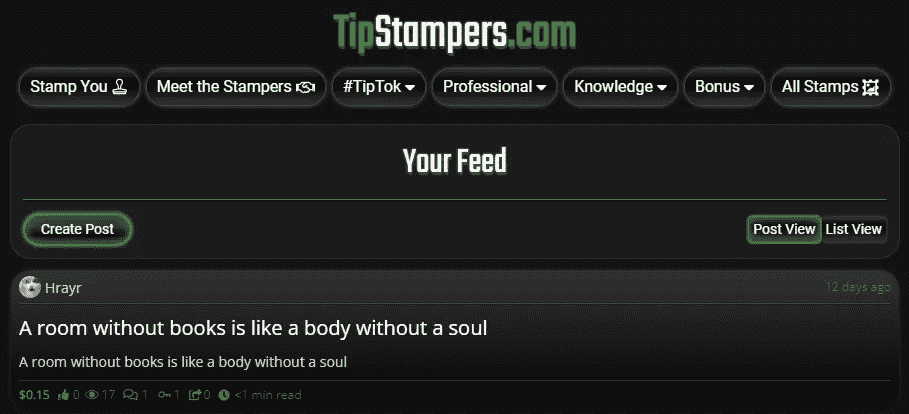 TipStampers.com
Stamp You Meet the Stampers #TipTok Professional Knowledge Bonus All Stamps
Your Feed
Create Post Post View List View
Hrayr 12 days ago
A room without books is like a body without a soul
A room without books is like a body without a soul
$0.15 0 17 1 1 0 <1 min read